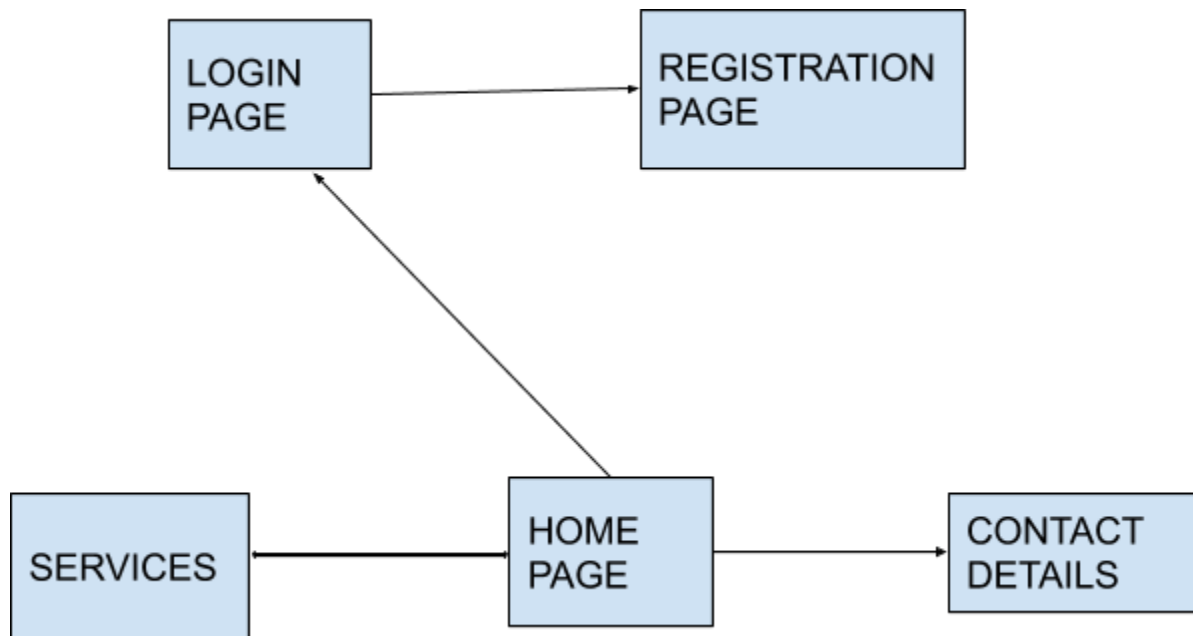 LOGIN
PAGE
REGISTRATION
PAGE
SERVICES
HOME
PAGE
CONTACT
DETAILS